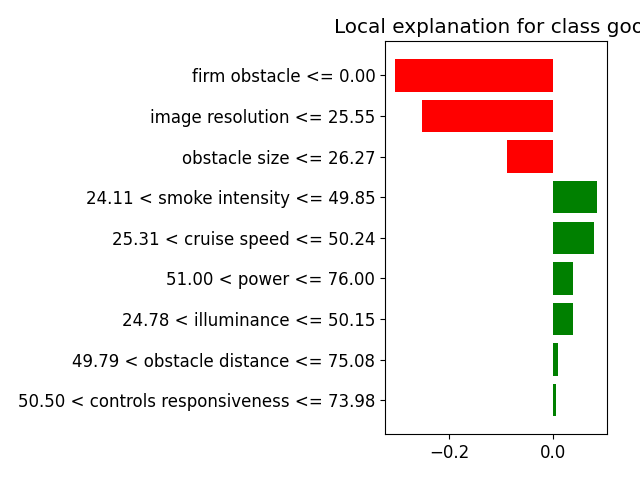 Local explanation for class goo
firm obstacle <= 0.00
image resolution <= 25.55
obstacle size <= 26.27
24.11 < smoke intensity <= 49.85
25.31 < cruise speed <= 50.24
51.00 < power <= 76.00
24.78 < illuminance <= 50.15
49.79 < obstacle distance <= 75.08
50.50 < controls responsiveness <= 73.98
−0.2 0.0